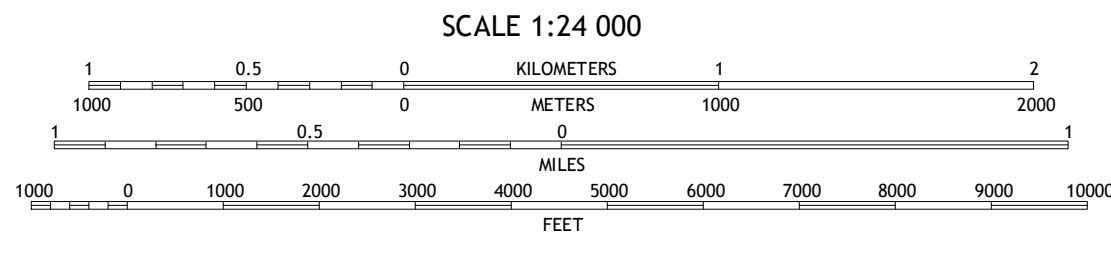 SCALE 1:24 000
1 0.5 0 KILOMETERS 1 2
1000 500 0 METERS 1000 2000
1 0.5 0 1
MILES
1000 0 1000 2000 3000 4000 5000 6000 7000 8000 9000 10000
FEET